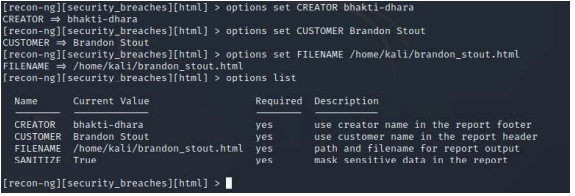 [recon-ng][security_breaches][html] > options set CREATOR bhakti-dhara
CREATOR ⇒ bhakti-dhara
[recon-ng][security_breaches][html] > options set CUSTOMER Brandon Stout
CUSTOMER ⇒ Brandon Stout
[recon-ng][security_breaches][html] > options set FILENAME /home/kali/brandon_stout.html
FILENAME ⇒ /home/kali/brandon_stout.html
[recon-ng][security_breaches][html] > options list
Name Current Value Required Description
CREATOR bhakti-dhara yes use creator name in the report footer
CUSTOMER Brandon Stout yes use customer name in the report header
FILENAME /home/kali/brandon_stout.html yes path and filename for report output
SANITIZE True yes mask sensitive data in the report
[recon-ng][security_breaches][html] >